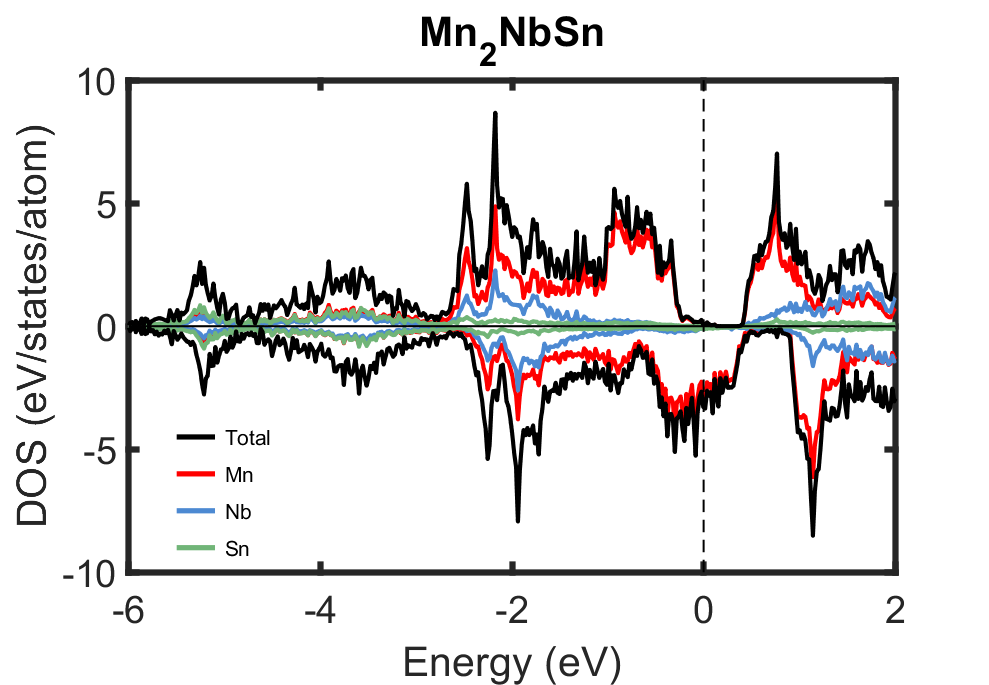 Mn₂NbSn
10
5
0
-5
-10
DOS (eV/states/atom)
Total
Mn
Nb
Sn
-6 -4 -2 0 2
Energy (eV)